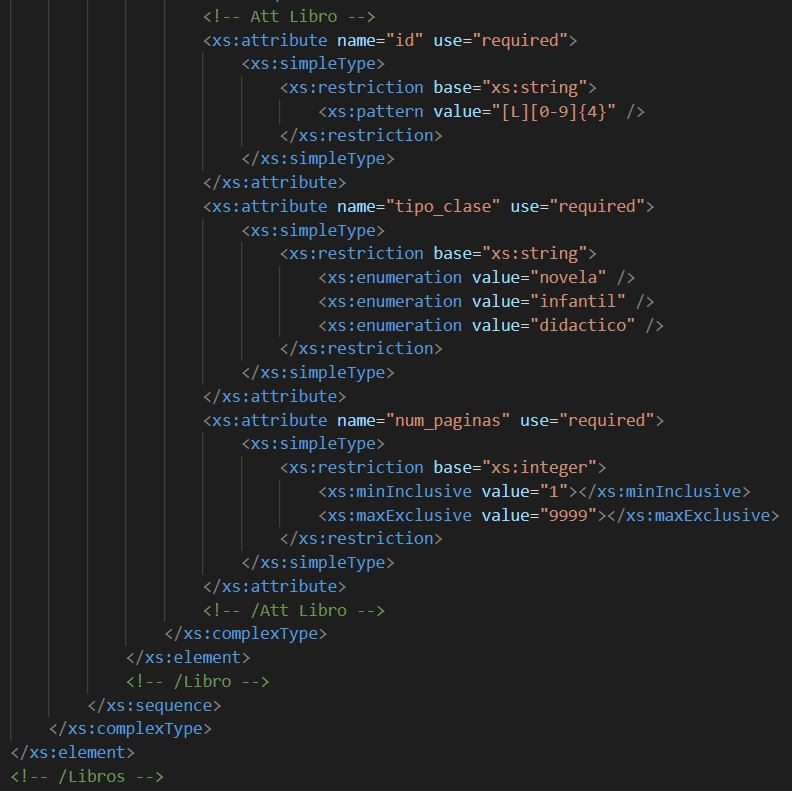 <!-- Att Libro -->
<xs:attribute name="id" use="required">
<xs:simpleType>
<xs:restriction base="xs:string">
<xs:pattern value="[L][0-9]{4}" />
</xs:restriction>
</xs:simpleType>
</xs:attribute>
<xs:attribute name="tipo_clase" use="required">
<xs:simpleType>
<xs:restriction base="xs:string">
<xs:enumeration value="novela" />
<xs:enumeration value="infantil" />
<xs:enumeration value="didactico" />
</xs:restriction>
</xs:simpleType>
</xs:attribute>
<xs:attribute name="num_paginas" use="required">
<xs:simpleType>
<xs:restriction base="xs:integer">
<xs:minInclusive value="1"></xs:minInclusive>
<xs:maxExclusive value="9999"></xs:maxExclusive>
</xs:restriction>
</xs:simpleType>
</xs:attribute>
<!-- /Att Libro -->
</xs:complexType>
</xs:element>
<!-- /Libro -->
</xs:sequence>
</xs:complexType>
</xs:element>
<!-- /Libros -->